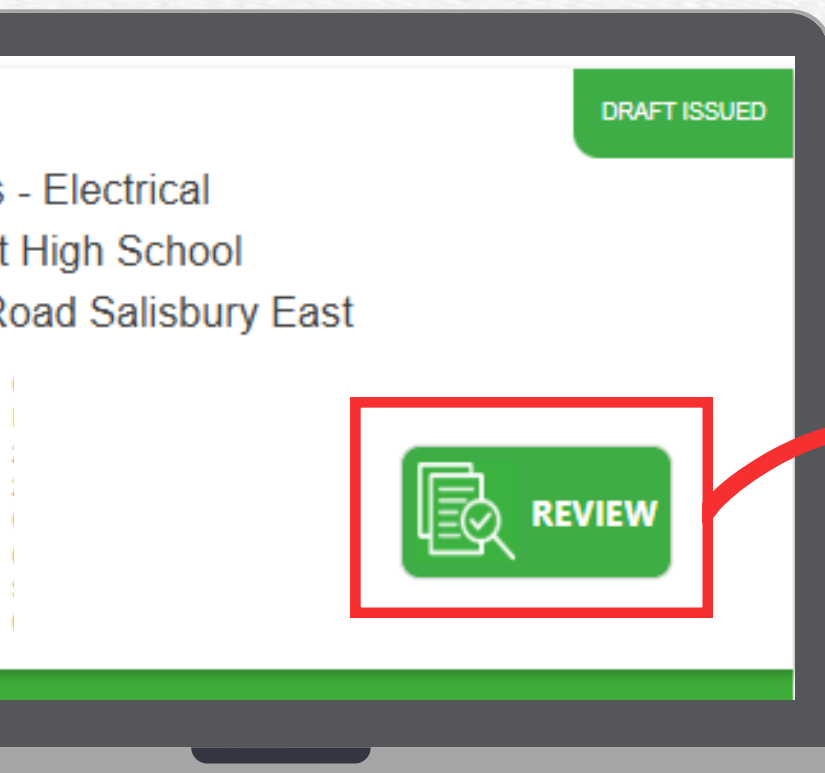 DRAFT ISSUED
- Electrical
High School
Road Salisbury East
REVIEW